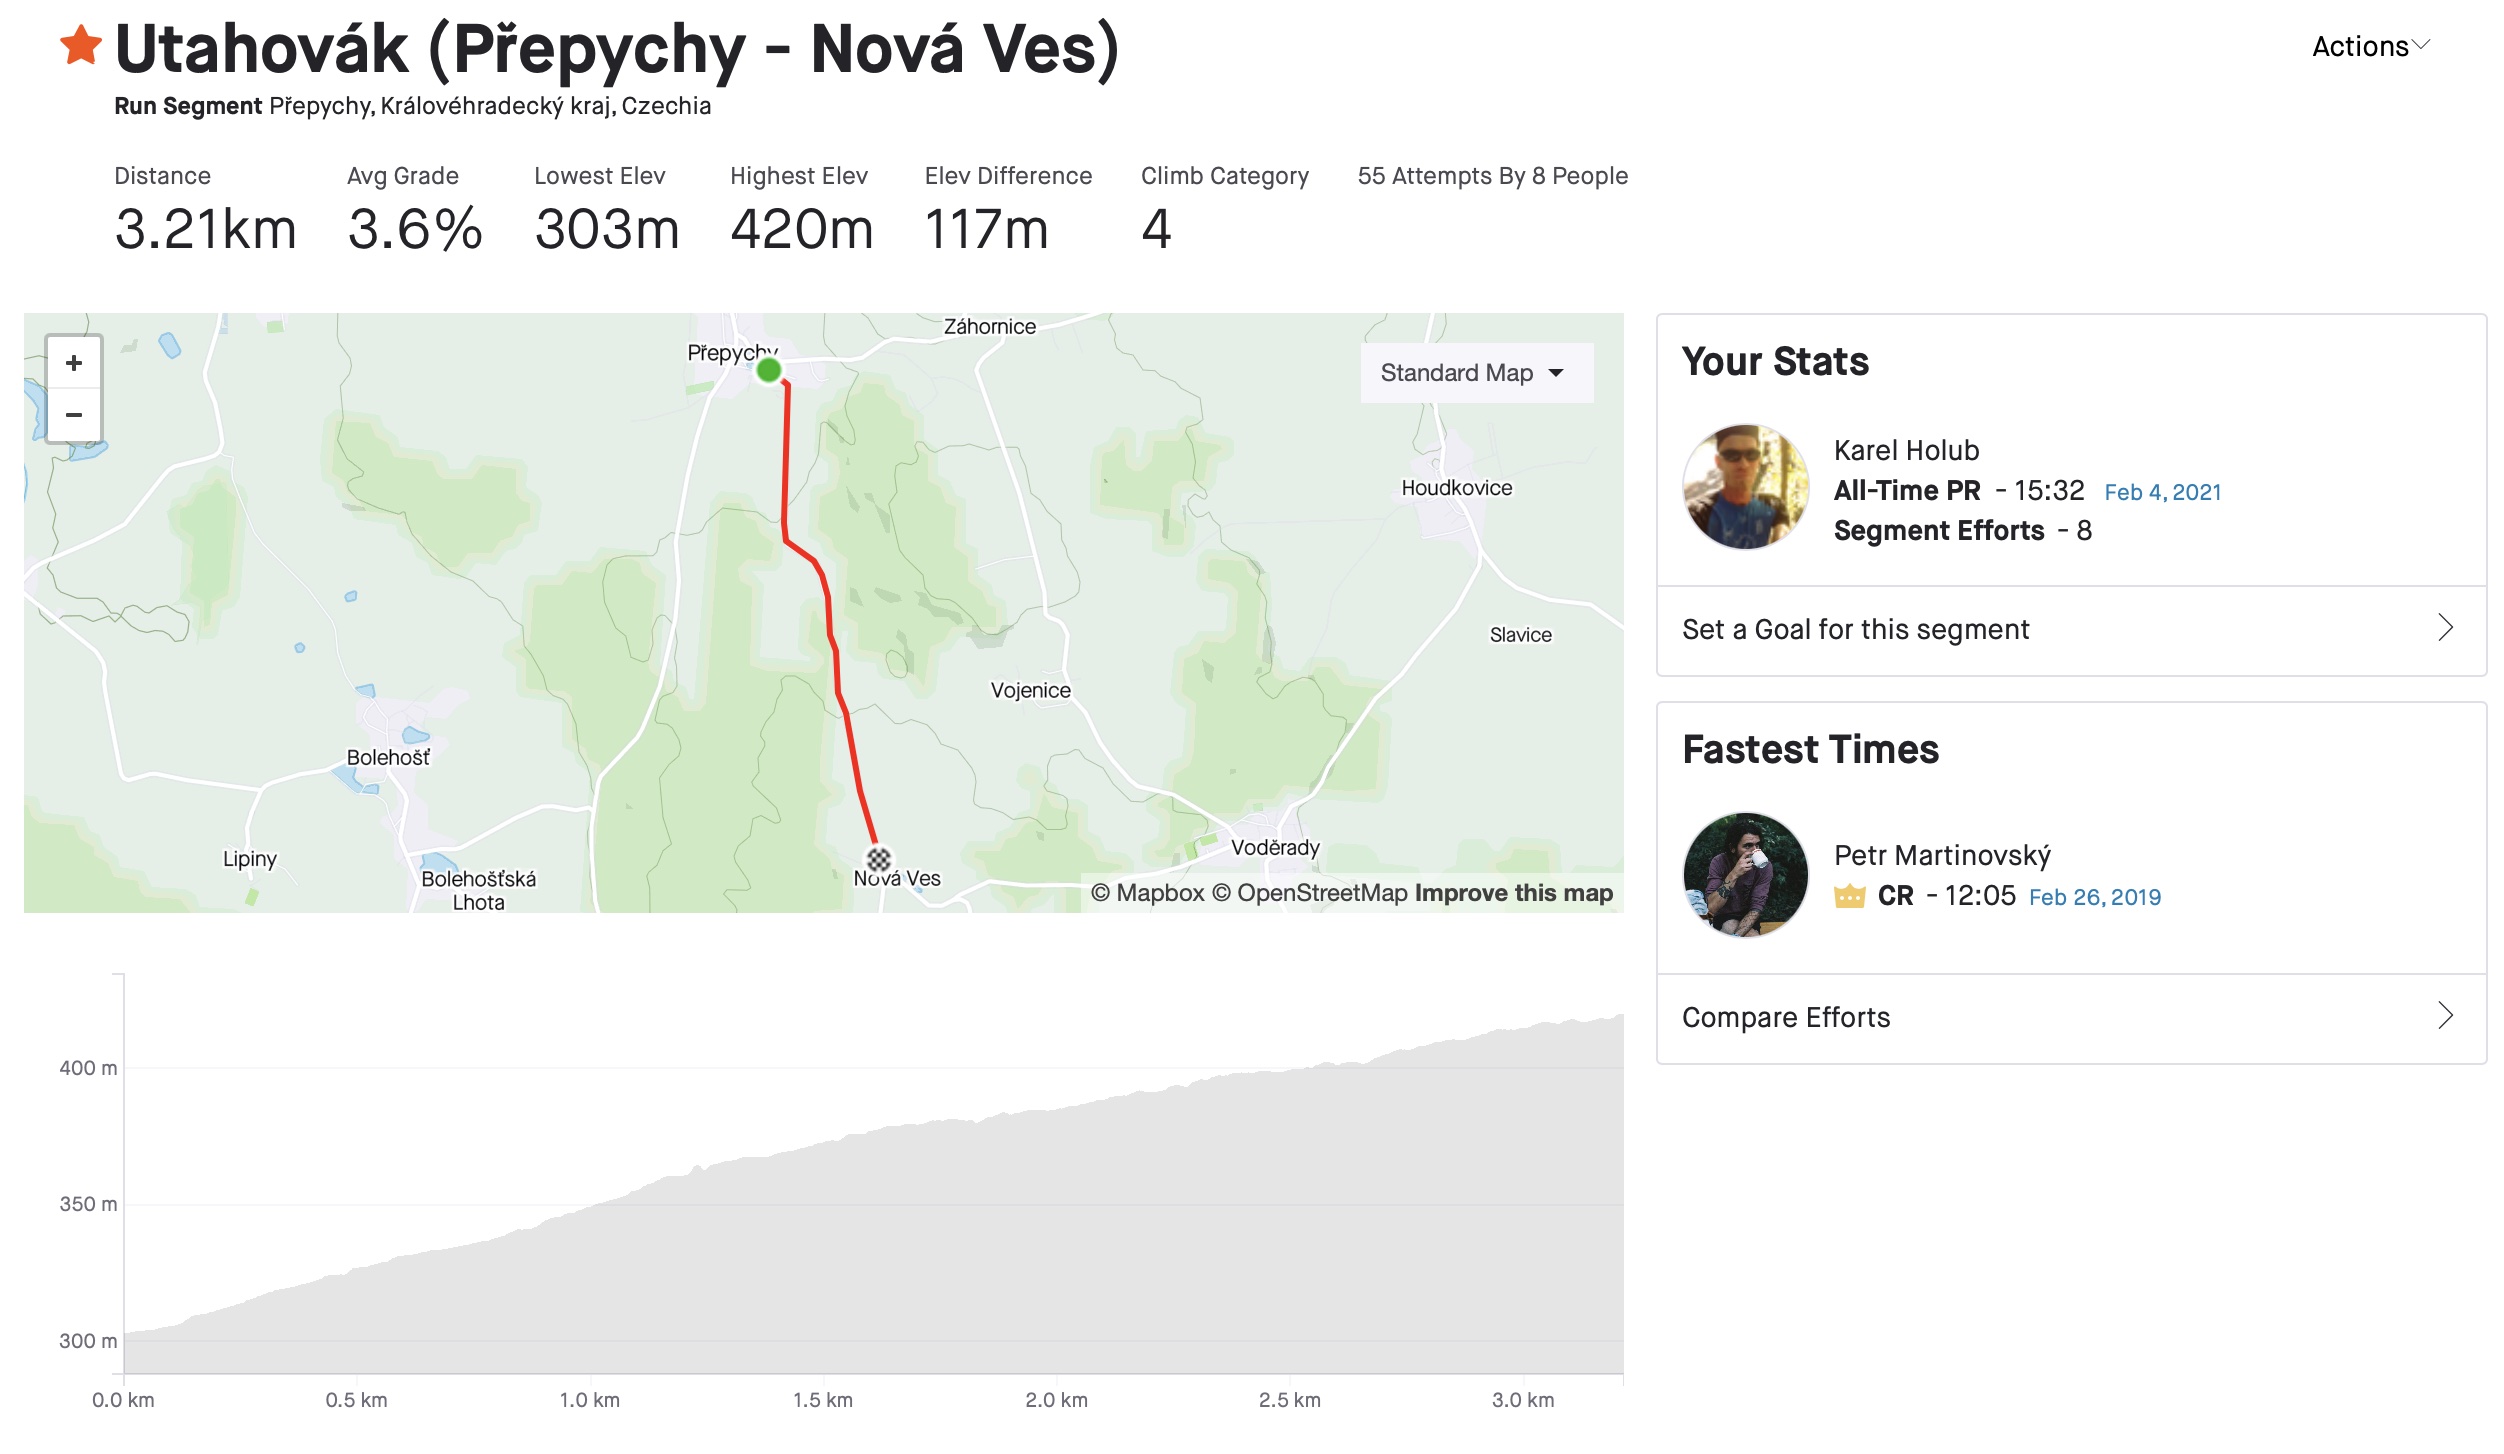 Utahovák (Přepychy - Nová Ves)
Actions
Run Segment Přepychy, Královéhradecký kraj, Czechia
Distance
3.21km
Avg Grade
3.6%
Lowest Elev
303m
Highest Elev
420m
Elev Difference
117m
Climb Category
4
55 Attempts By 8 People
+
−
Standard Map
Záhornice
Přepychy
Houdkovice
Slavice
Vojenice
Bolehošť
Voděrady
Lipiny
Bolehošťská
Lhota
Nová Ves
© Mapbox © OpenStreetMap Improve this map
400 m
350 m
300 m
0.0 km
0.5 km
1.0 km
1.5 km
2.0 km
2.5 km
3.0 km
Your Stats
Karel Holub
All-Time PR - 15:32 Feb 4, 2021
Segment Efforts - 8
Set a Goal for this segment
Fastest Times
Petr Martinovský
CR - 12:05 Feb 26, 2019
Compare Efforts